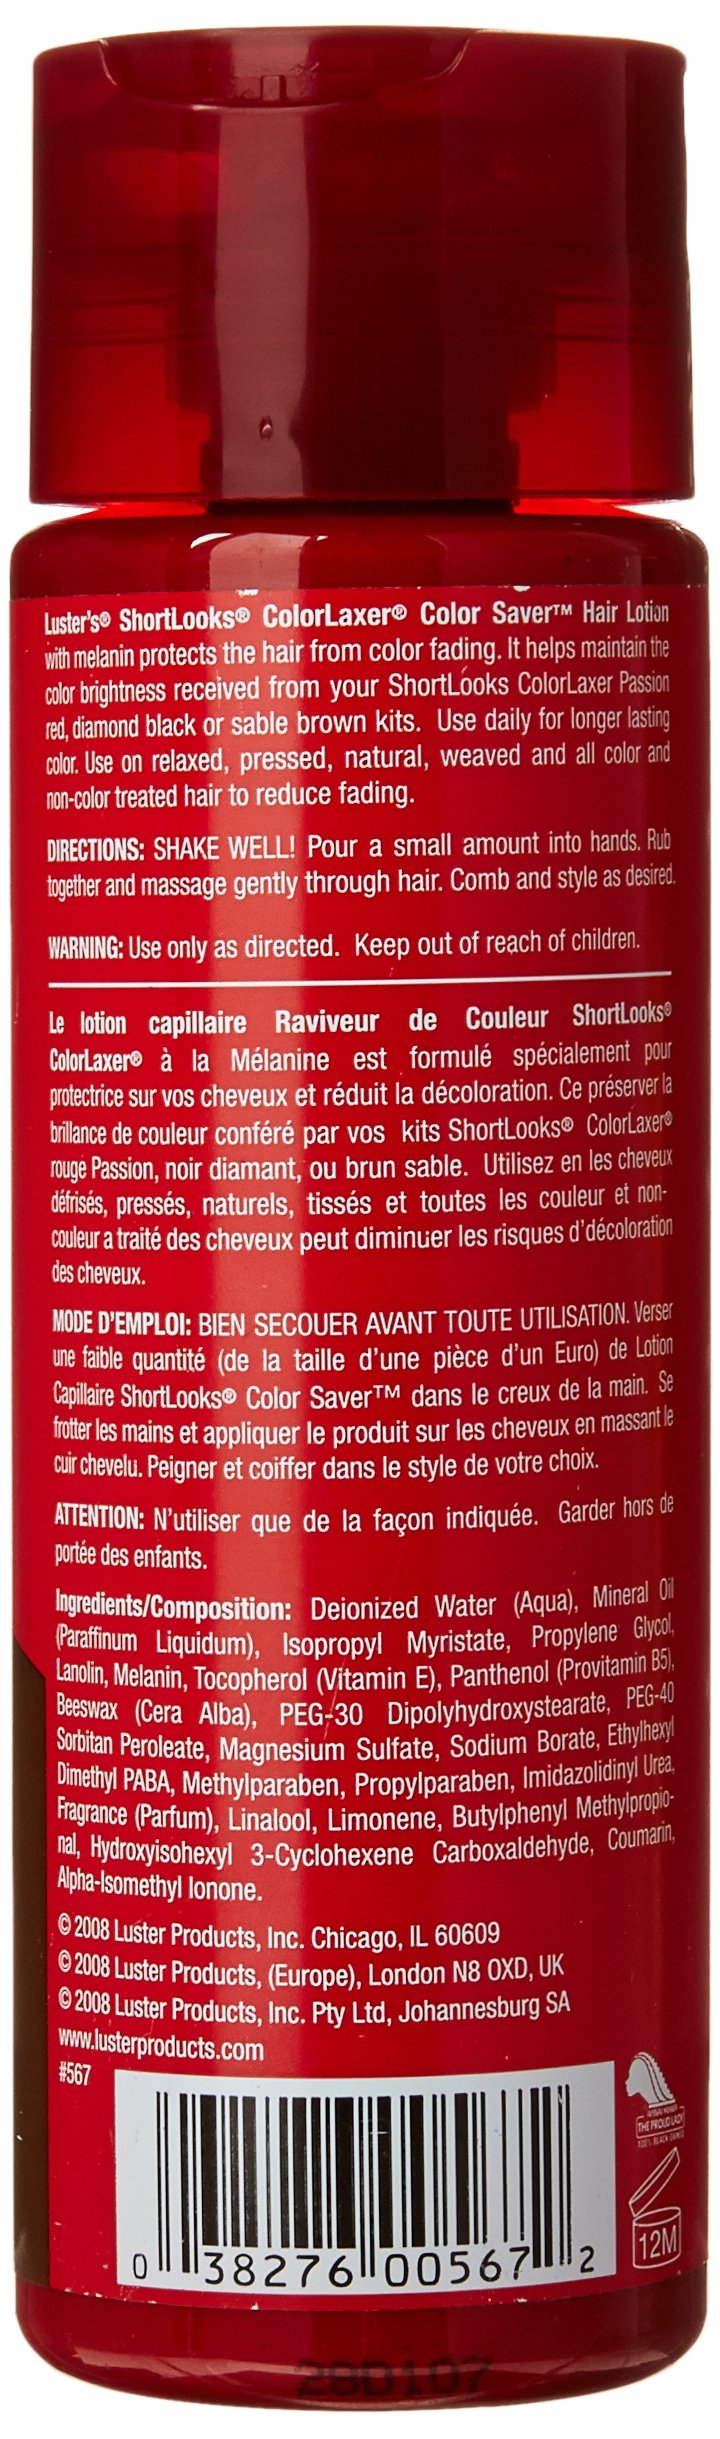 Luster's® ShortLooks® ColorLaxer® Color Saver™ Hair Lotion
with melanin protects the hair from color fading. It helps maintain the
color brightness received from your ShortLooks ColorLaxer Passion
red, diamond black or sable brown kits. Use daily for longer lasting
color. Use on relaxed, pressed, natural, weaved and all color and
non-color treated hair to reduce fading.
DIRECTIONS: SHAKE WELL! Pour a small amount into hands. Rub
together and massage gently through hair. Comb and style as desired.
WARNING: Use only as directed. Keep out of reach of children.
Le lotion capillaire Raviveur de Couleur ShortLooks®
ColorLaxer® à la Mélanine est formulé spécialement pour
protectrice sur vos cheveux et réduit la décoloration. Ce préserver la
brillance de couleur conféré par vos kits ShortLooks® ColorLaxer®
rouge Passion, noir diamant, ou brun sable. Utilisez en les cheveux
défrisés, pressés, naturels, tissés et toutes les couleur et non-
couleur a traité des cheveux peut diminuer les risques d'décoloration
des cheveux.
MODE D'EMPLOI: BIEN SECOUER AVANT TOUTE UTILISATION. Verser
une faible quantité (de la taille d'une pièce d'un Euro) de Lotion
Capillaire ShortLooks® Color Saver™ dans le creux de la main. Se
frotter les mains et appliquer le produit sur les cheveux en massant le
cuir chevelu. Peigner et coiffer dans le style de votre choix.
ATTENTION: N'utiliser que de la façon indiquée. Garder hors de
portée des enfants.
Ingredients/Composition: Deionized Water (Aqua), Mineral Oil
(Paraffinum Liquidum), Isopropyl Myristate, Propylene Glycol,
Lanolin, Melanin, Tocopherol (Vitamin E), Panthenol (Provitamin B5),
Beeswax (Cera Alba), PEG-30 Dipolyhydroxystearate, PEG-40
Sorbitan Peroleate, Magnesium Sulfate, Sodium Borate, Ethylhexyl
Dimethyl PABA, Methylparaben, Propylparaben, Imidazolidinyl Urea,
Fragrance (Parfum), Linalool, Limonene, Butylphenyl Methylpropio-
nal, Hydroxyisohexyl 3-Cyclohexene Carboxaldehyde, Coumarin,
Alpha-Isomethyl Ionone.
© 2008 Luster Products, Inc. Chicago, IL 60609
© 2008 Luster Products, (Europe), London N8 OXD, UK
© 2008 Luster Products, Inc. Pty Ltd, Johannesburg SA
www.lusterproducts.com
#567
THE PROUD LADY
12M
0 38276 00567 2
28D107